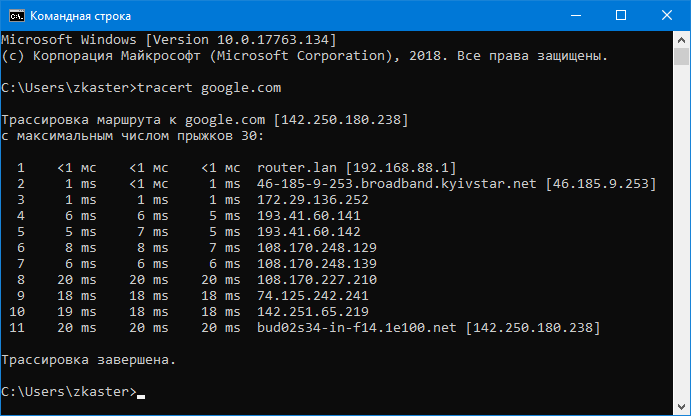 Командная строка
Microsoft Windows [Version 10.0.17763.134]
(c) Корпорация Майкрософт (Microsoft Corporation), 2018. Все права защищены.
C:\Users\zkaster>tracert google.com
Трассировка маршрута к google.com [142.250.180.238]
с максимальным числом прыжков 30:
1 <1 мс <1 мс <1 мс router.lan [192.168.88.1]
2 1 ms <1 мс 1 ms 46-185-9-253.broadband.kyivstar.net [46.185.9.253]
3 1 ms 1 ms 1 ms 172.29.136.252
4 6 ms 6 ms 5 ms 193.41.60.141
5 5 ms 7 ms 5 ms 193.41.60.142
6 8 ms 8 ms 7 ms 108.170.248.129
7 6 ms 6 ms 6 ms 108.170.248.139
8 20 ms 20 ms 20 ms 108.170.227.210
9 18 ms 18 ms 18 ms 74.125.242.241
10 19 ms 18 ms 18 ms 142.251.65.219
11 20 ms 20 ms 20 ms bud02s34-in-f14.1e100.net [142.250.180.238]
Трассировка завершена.
C:\Users\zkaster>